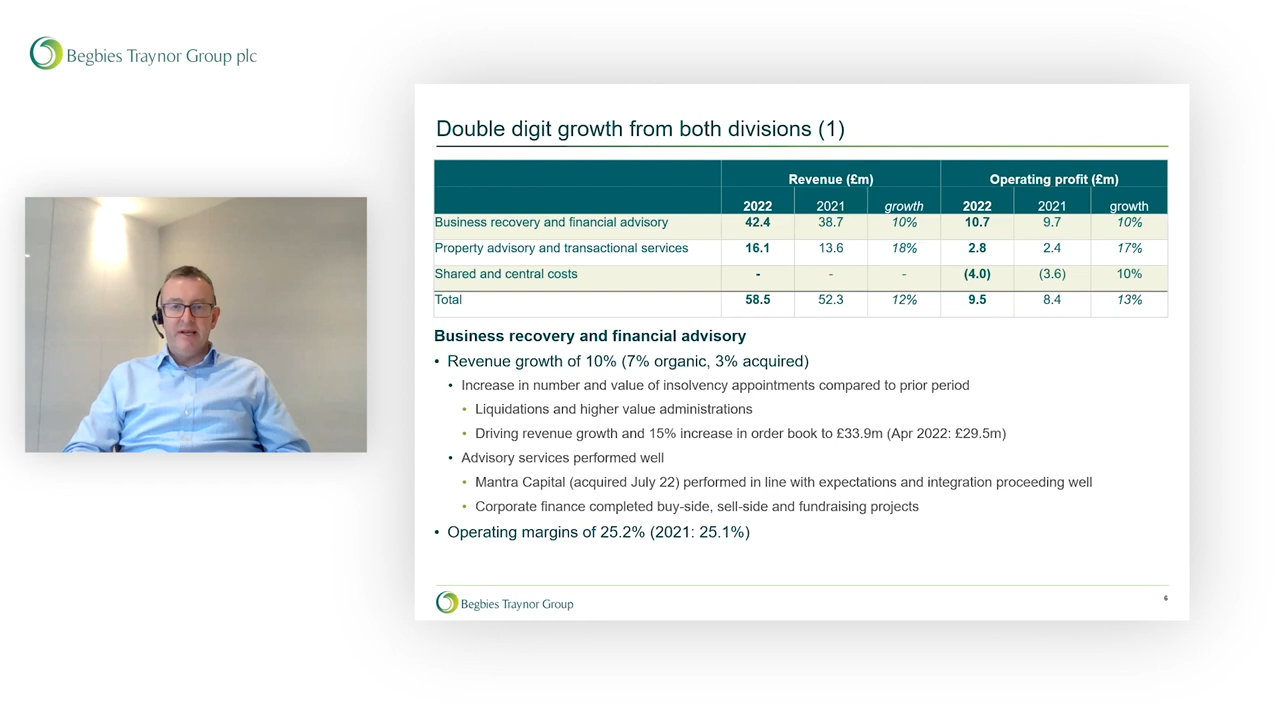 Begbies Traynor Group plc
Double digit growth from both divisions (1)
Revenue (£m) Operating profit (£m)
2022 2021 growth 2022 2021 growth
Business recovery and financial advisory 42.4 38.7 10% 10.7 9.7 10%
Property advisory and transactional services 16.1 13.6 18% 2.8 2.4 17%
Shared and central costs - - - (4.0) (3.6) 10%
Total 58.5 52.3 12% 9.5 8.4 13%
Business recovery and financial advisory
• Revenue growth of 10% (7% organic, 3% acquired)
• Increase in number and value of insolvency appointments compared to prior period
• Liquidations and higher value administrations
• Driving revenue growth and 15% increase in order book to £33.9m (Apr 2022: £29.5m)
• Advisory services performed well
• Mantra Capital (acquired July 22) performed in line with expectations and integration proceeding well
• Corporate finance completed buy-side, sell-side and fundraising projects
• Operating margins of 25.2% (2021: 25.1%)
Begbies Traynor Group
6